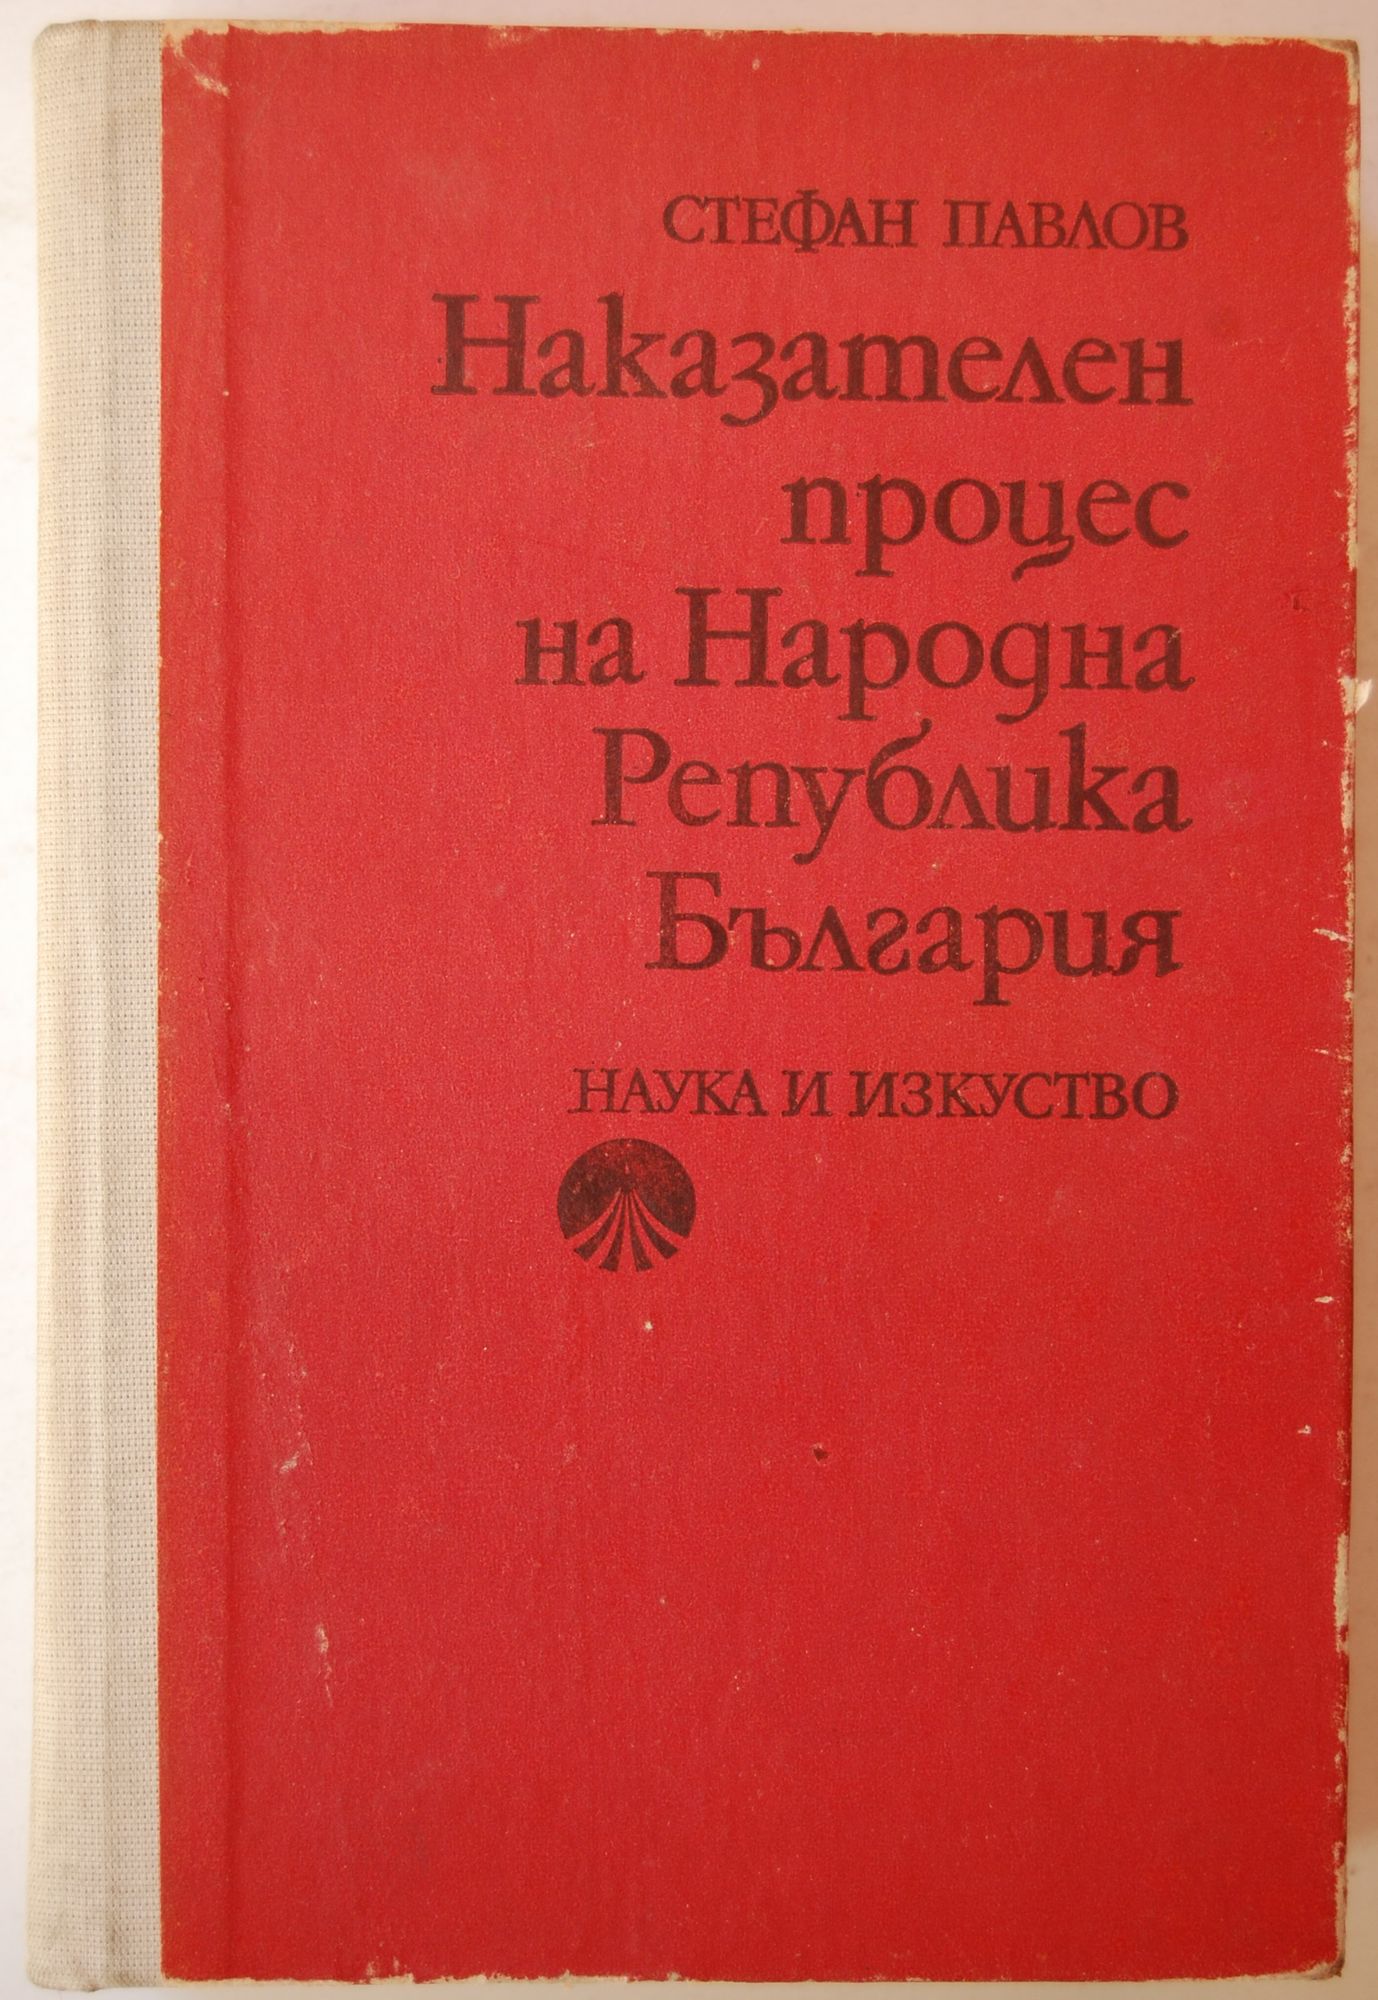 СТЕФАН ПАВЛОВ
Наказателен
процес
на Народна
Република
България
НАУКА И ИЗКУСТВО